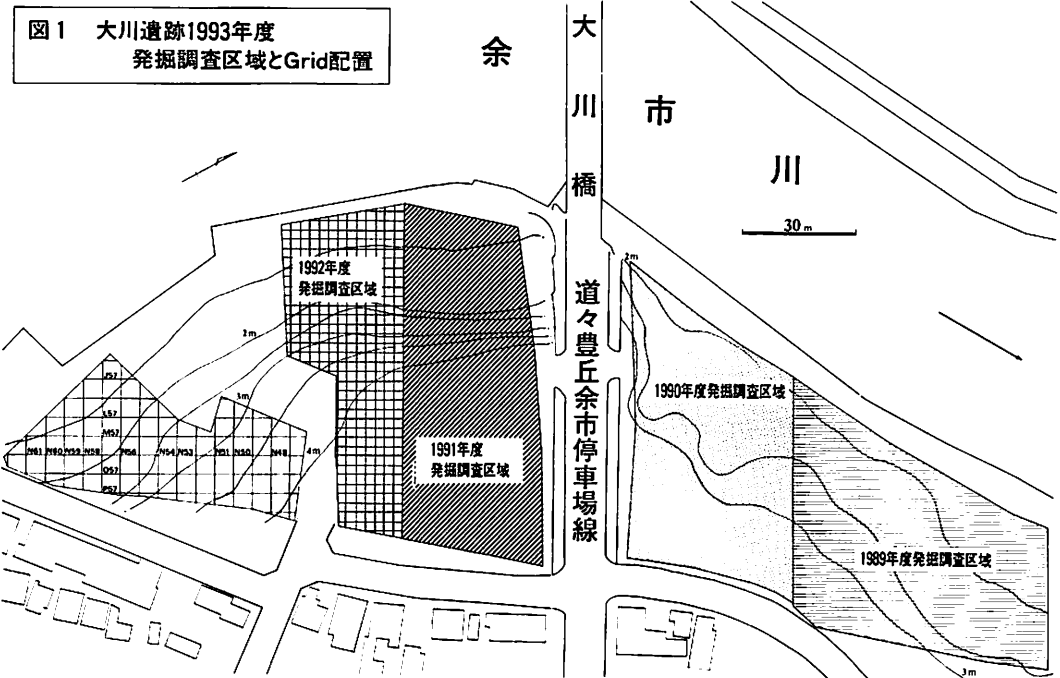 図1 大川遺跡1993年度
発掘調査区域とGrid配置
余
市
川
大川橋
30m
道々豊丘余市停車場線
1992年度
発掘調査区域
1991年度
発掘調査区域
1990年度発掘調査区域
1989年度発掘調査区域
2m
2m
3m
4m
3m
J57
L57
M57
N61 N60 N59 N58 N56 N54 N53 N51 N50 N48
O57
P57